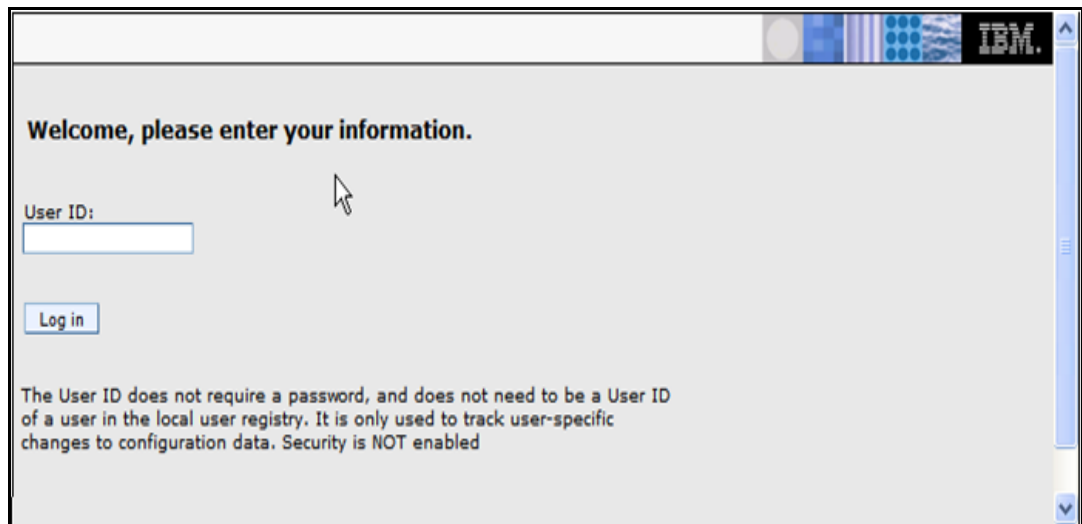 IBM.
Welcome, please enter your information.
User ID:
Log in
The User ID does not require a password, and does not need to be a User ID
of a user in the local user registry. It is only used to track user-specific
changes to configuration data. Security is NOT enabled